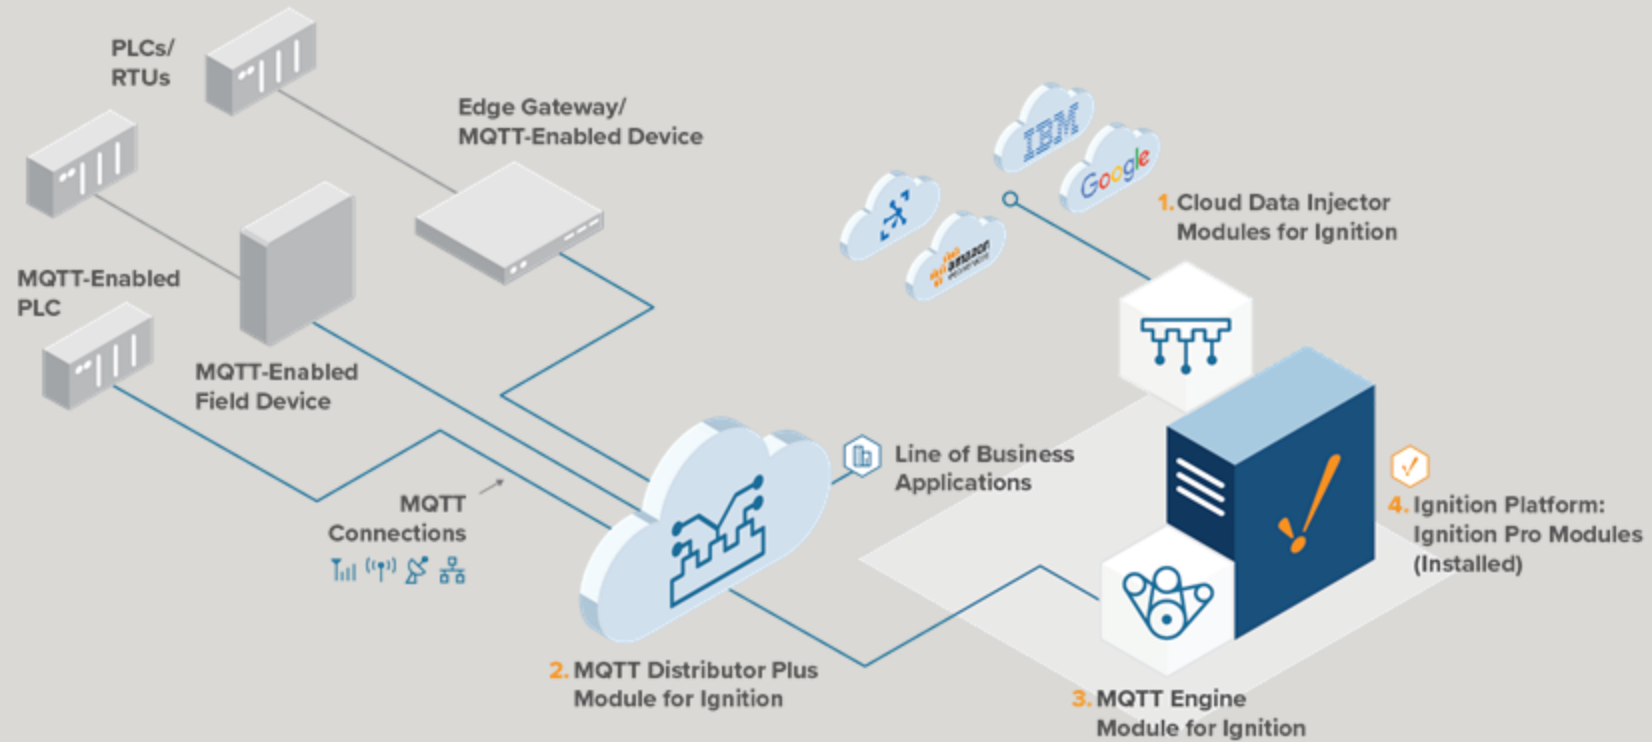 PLCs/
RTUs
Edge Gateway/
MQTT-Enabled Device
IBM
Google
amazon
1. Cloud Data Injector
Modules for Ignition
MQTT-Enabled
PLC
MQTT-Enabled
Field Device
Line of Business
Applications
MQTT
Connections
4. Ignition Platform:
Ignition Pro Modules
(Installed)
2. MQTT Distributor Plus
Module for Ignition
3. MQTT Engine
Module for Ignition